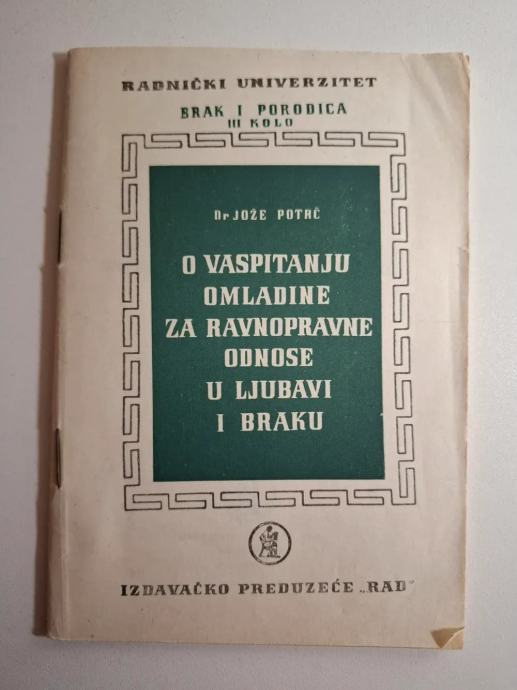 RADNIČKI UNIVERZITET
BRAK I PORODICA
III KOLO
Dr JOŽE POTRČ
O VASPITANJU
OMLADINE
ZA RAVNOPRAVNE
ODNOSE
U LJUBAVI
I BRAKU
IZDAVAČKO PREDUZEĆE „RAD"